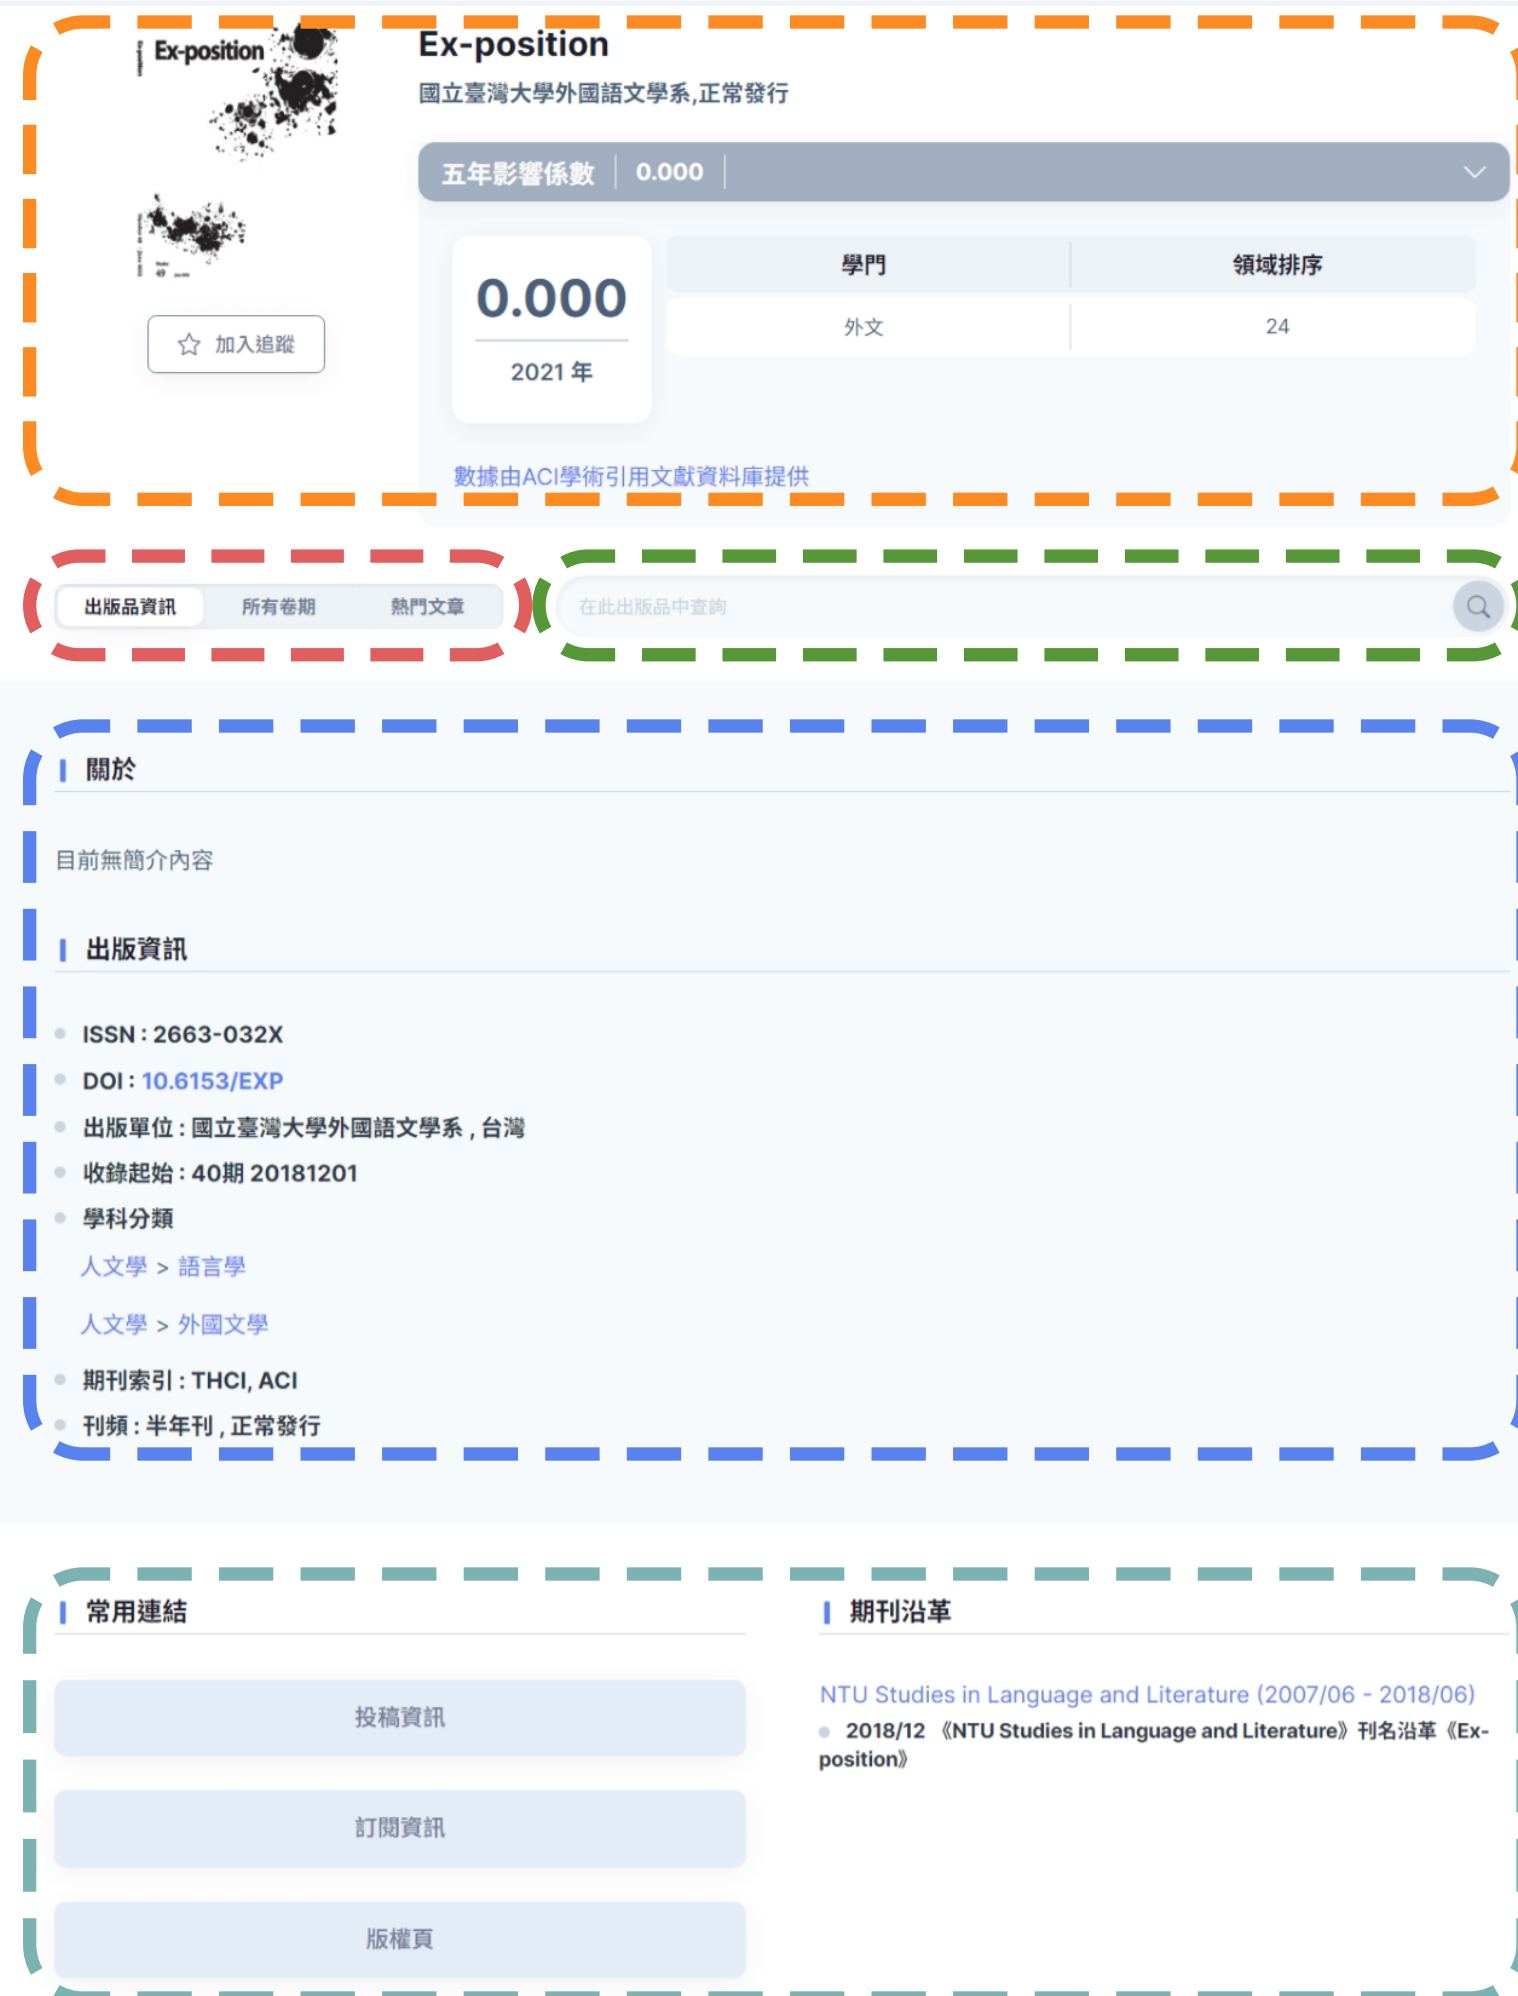 Ex-position
Ex-position
國立臺灣大學外國語文學系,正常發行
五年影響係數 0.000
0.000
2021 年
學門 領域排序
外文 24
加入追蹤
數據由ACI學術引用文獻資料庫提供
出版品資訊 所有卷期 熱門文章
在此出版品中查詢
關於
目前無簡介內容
出版資訊
ISSN : 2663-032X
DOI : 10.6153/EXP
出版單位 : 國立臺灣大學外國語文學系 , 台灣
收錄起始 : 40期 20181201
學科分類
人文學 > 語言學
人文學 > 外國文學
期刊索引 : THCI, ACI
刊頻 : 半年刊 , 正常發行
常用連結
投稿資訊
訂閱資訊
版權頁
期刊沿革
NTU Studies in Language and Literature (2007/06 - 2018/06)
2018/12 《NTU Studies in Language and Literature》刊名沿革《Ex-
position》